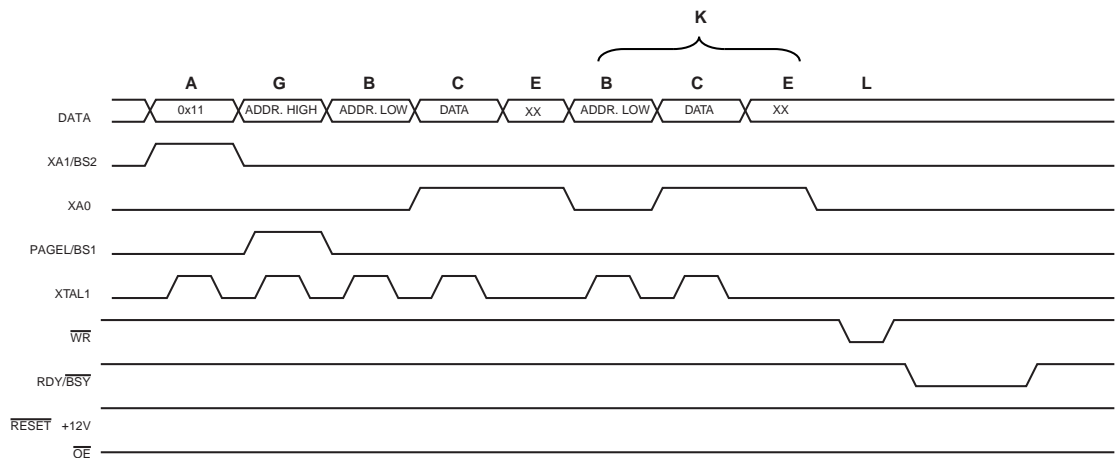 K
A G B C E B C E L
DATA 0x11 ADDR. HIGH ADDR. LOW DATA XX ADDR. LOW DATA XX
XA1/BS2
XA0
PAGEL/BS1
XTAL1
WR
RDY/BSY
RESET +12V
OE